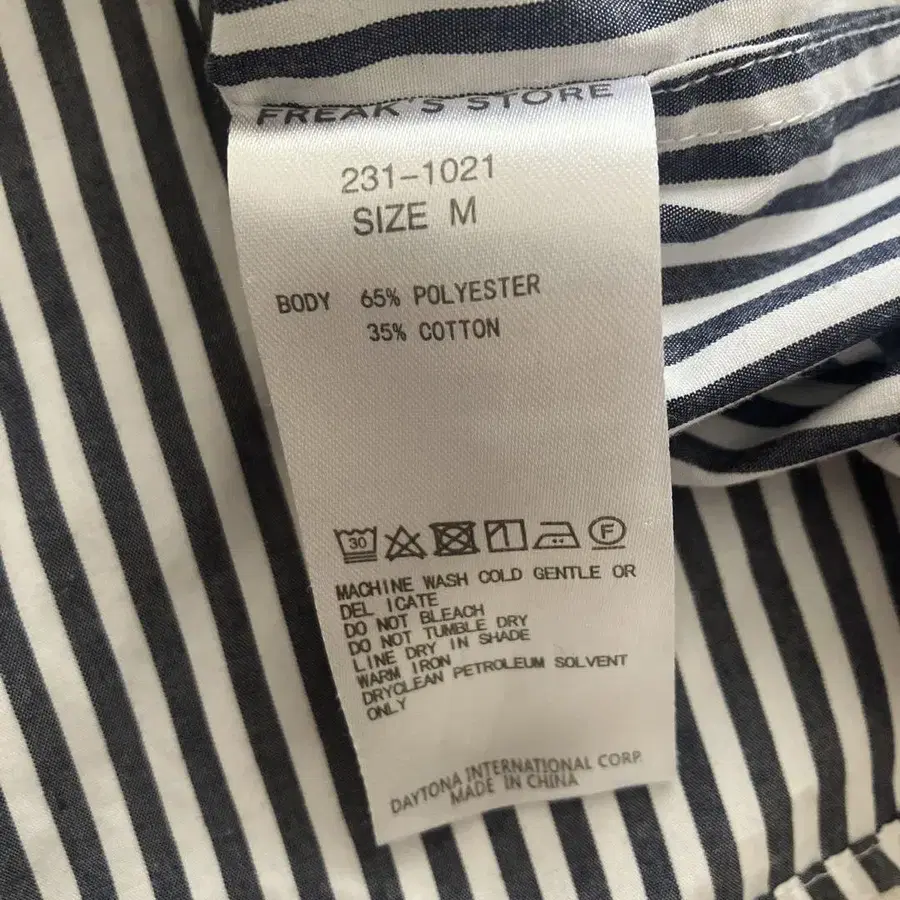 FREAK'S STORE
231-1021
SIZE M
BODY 65% POLYESTER
35% COTTON
30
F
MACHINE WASH COLD GENTLE OR
DEL ICATE
DO NOT BLEACH
DO NOT TUMBLE DRY
LINE DRY IN SHADE
WARM IRON
DRYCLEAN PETROLEUM SOLVENT
ONLY
DAYTONA INTERNATIONAL CORP.
MADE IN CHINA